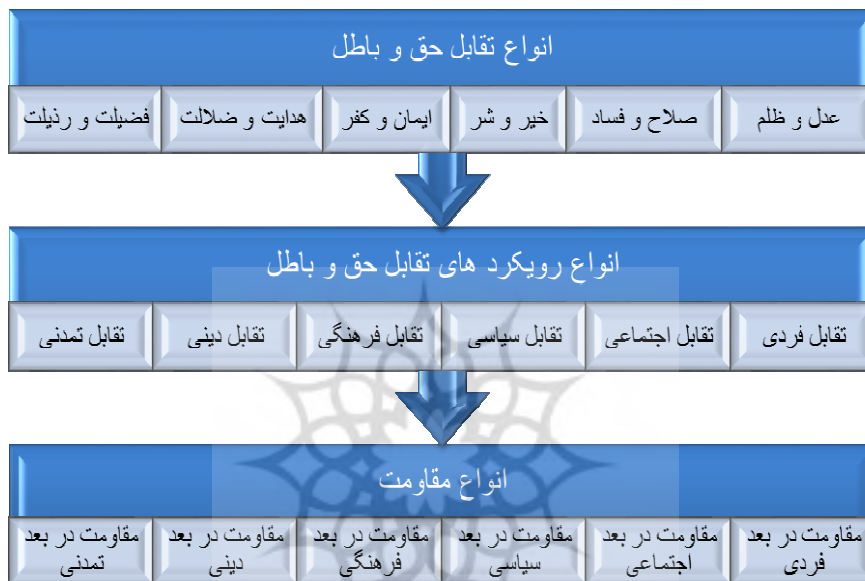 انواع تقابل حق و باطل
عدل و ظلم
صلاح و فساد
خیر و شر
ایمان و کفر
هدایت و ضلالت
فضیلت و رذیلت
انواع رویکرد های تقابل حق و باطل
تقابل فردی
تقابل اجتماعی
تقابل سیاسی
تقابل فرهنگی
تقابل دینی
تقابل تمدنی
انواع مقاومت
مقاومت در بعد
فردی
مقاومت در بعد
اجتماعی
مقاومت در بعد
سیاسی
مقاومت در بعد
فرهنگی
مقاومت در بعد
دینی
مقاومت در بعد
تمدنی